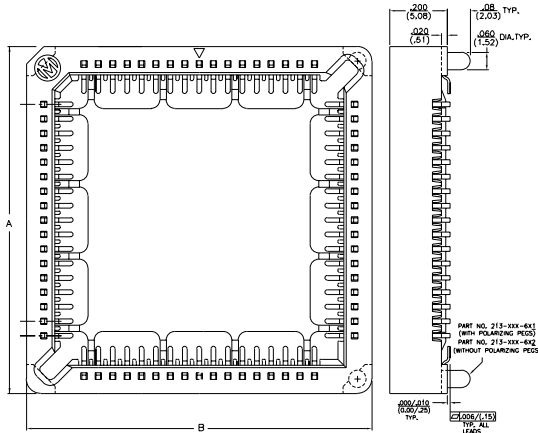 .200
(5.08)
.08 TYP.
(2.03)
.020
(.51)
.060 DIA.TYP.
(1.52)
A
B
PART NO. 213-XXX-6X1
(WITH POLARIZING PEGS)
PART NO. 213-XXX-6X2
(WITHOUT POLARIZING PEGS
.000/.010
(0.00/.25)
TYP.
.006/(.15)
TYP. ALL
LEADS